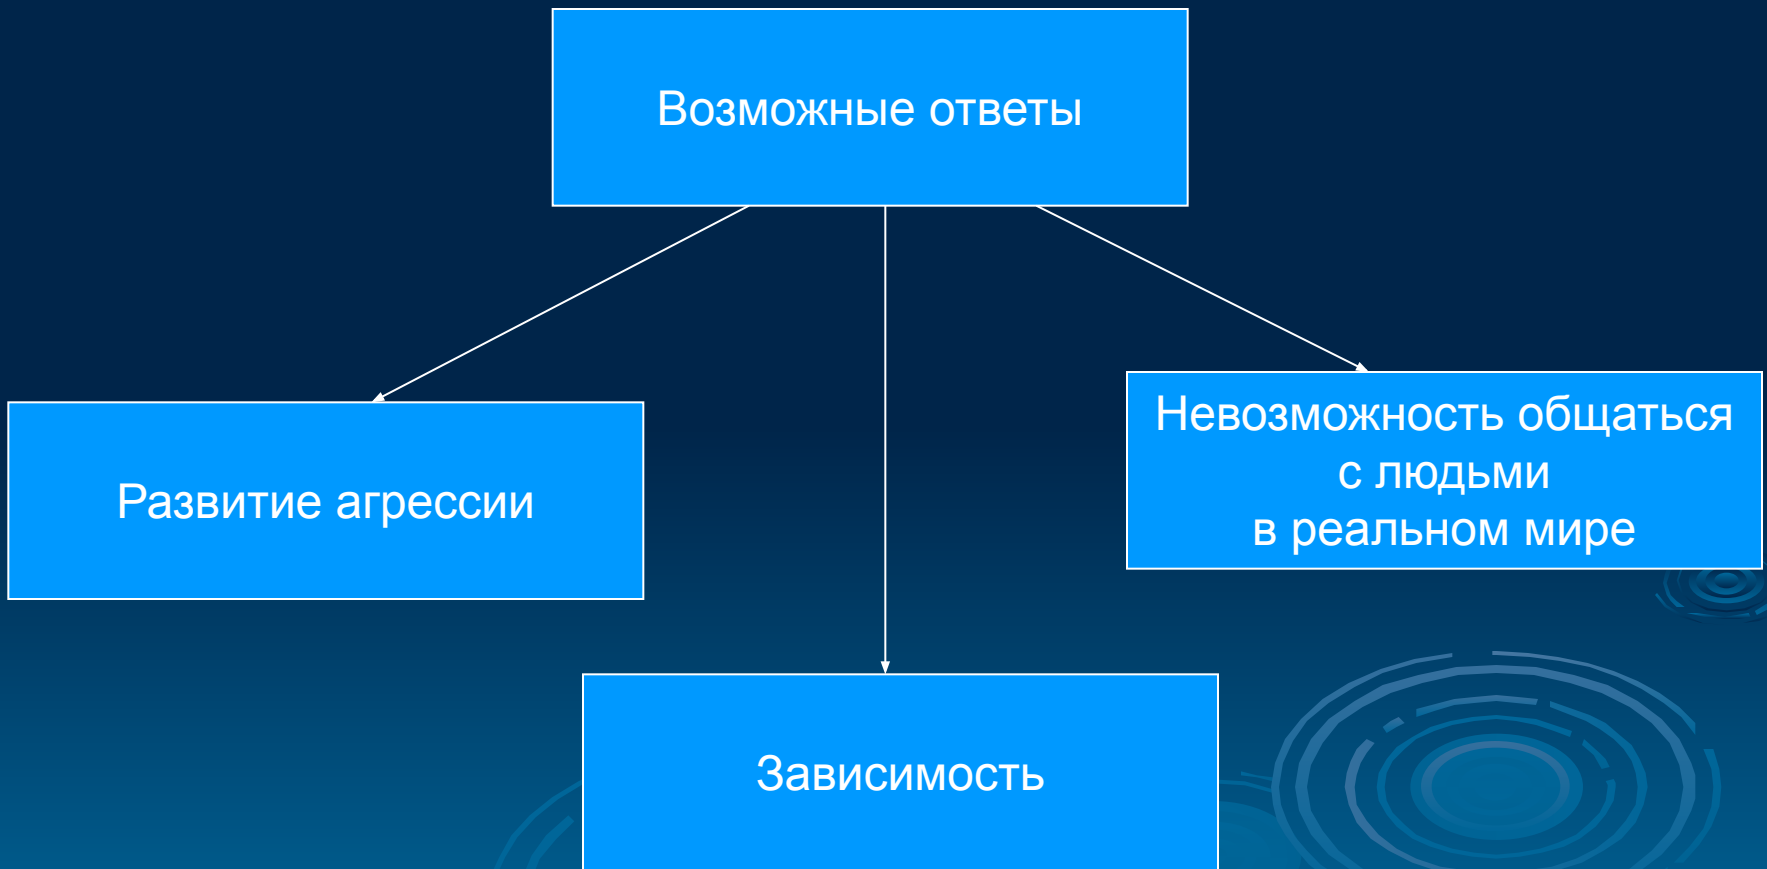 Возможные ответы
Развитие агрессии
Невозможность общаться
с людьми
в реальном мире
Зависимость